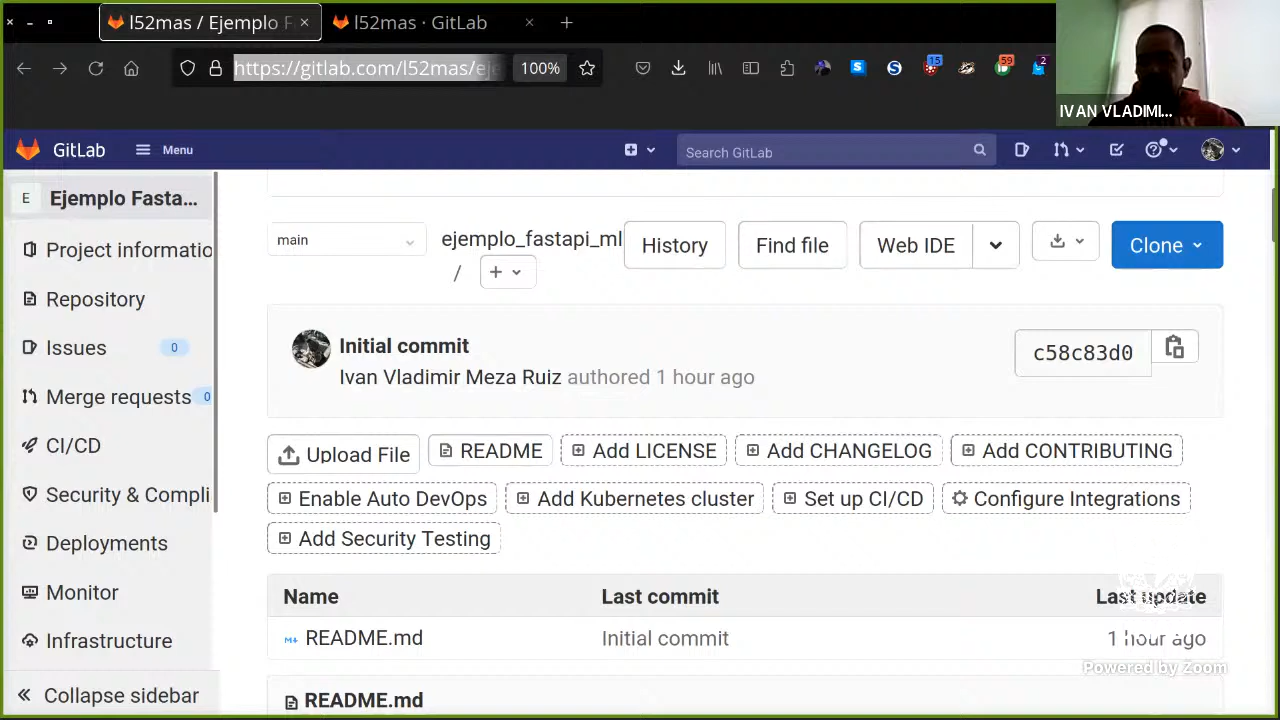 l52mas / Ejemplo F
l52mas · GitLab
https://gitlab.com/l52mas/eje
100%
15
59
2
IVAN VLADIMI...
GitLab
Menu
Search GitLab
E
Ejemplo Fasta...
Project informatio
Repository
Issues
0
Merge requests
0
CI/CD
Security & Compli
Deployments
Monitor
Infrastructure
Collapse sidebar
main
ejemplo_fastapi_ml
/
+
History
Find file
Web IDE
Clone
Initial commit
Ivan Vladimir Meza Ruiz authored 1 hour ago
c58c83d0
Upload File
README
Add LICENSE
Add CHANGELOG
Add CONTRIBUTING
Enable Auto DevOps
Add Kubernetes cluster
Set up CI/CD
Configure Integrations
Add Security Testing
Name
Last commit
Last update
README.md
Initial commit
1 hour ago
README.md
Powered by Zoom